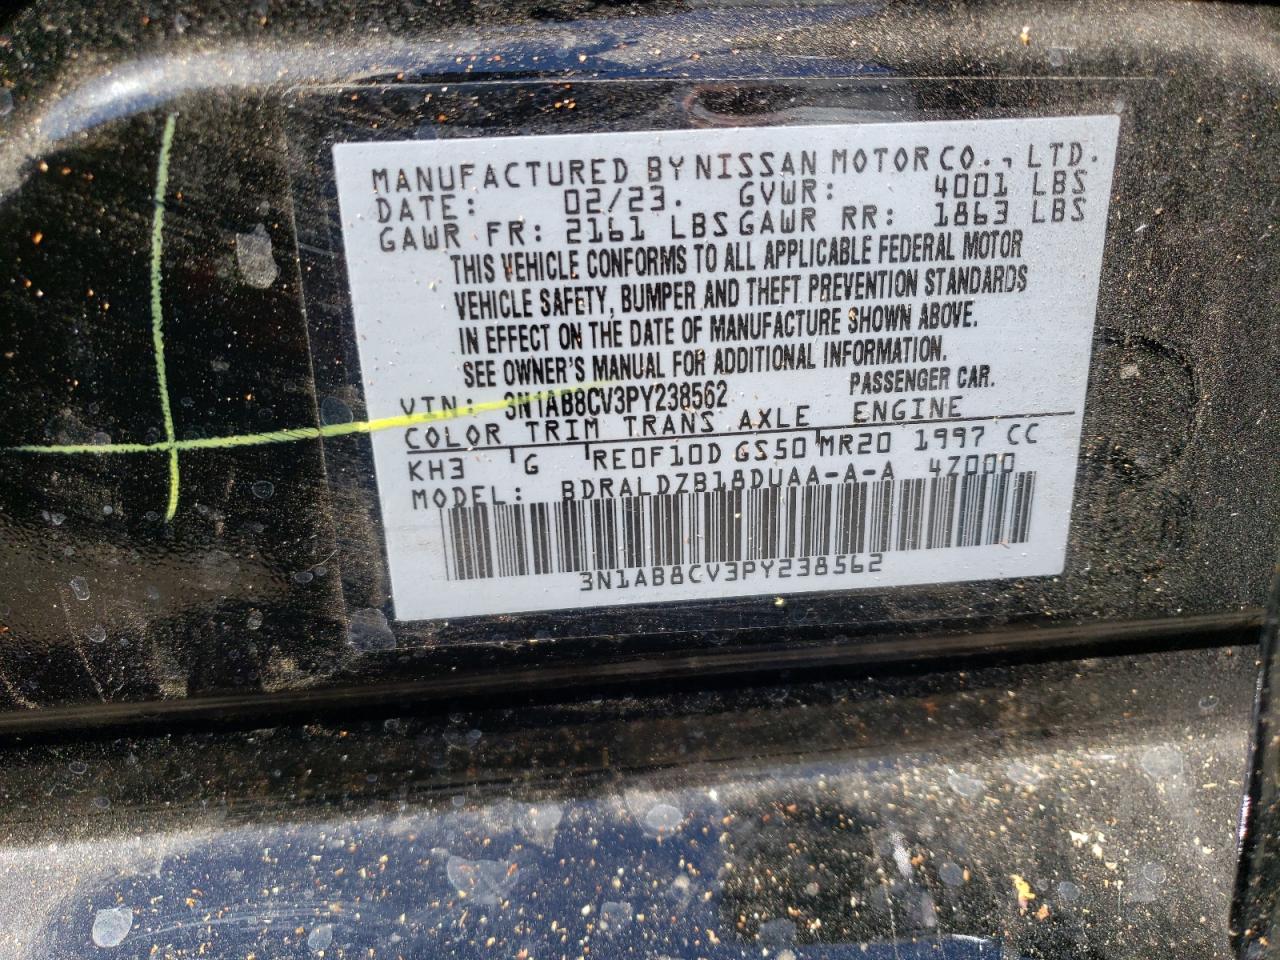 MANUFACTURED BY NISSAN MOTOR CO., LTD.
DATE: 02/23. GVWR: 4001 LBS
GAWR FR: 2161 LBS GAWR RR: 1863 LBS
THIS VEHICLE CONFORMS TO ALL APPLICABLE FEDERAL MOTOR
VEHICLE SAFETY, BUMPER AND THEFT PREVENTION STANDARDS
IN EFFECT ON THE DATE OF MANUFACTURE SHOWN ABOVE.
SEE OWNER'S MANUAL FOR ADDITIONAL INFORMATION.
VIN: 3N1AB8CV3PY238562 PASSENGER CAR.
COLOR TRIM TRANS AXLE ENGINE
KH3 G RE0F10D GS50 MR20 1997 CC
MODEL: BDRALDZB18DUAA-A-A 47000
3N1AB8CV3PY238562